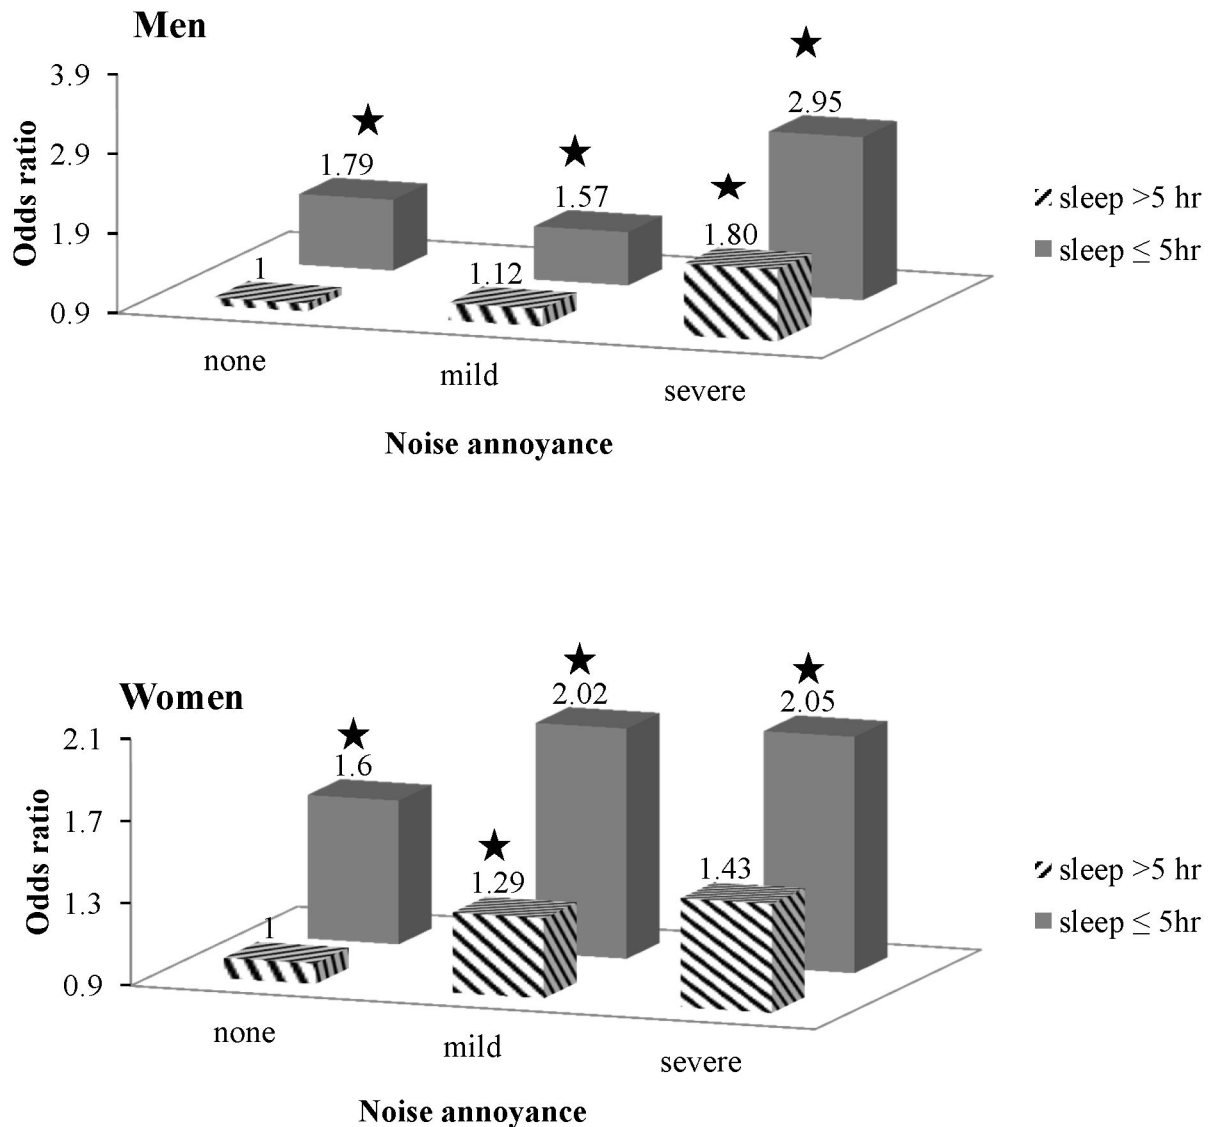 Men
★
3.9
2.95
★
★
2.9
1.79
1.57
★
sleep >5 hr
1.9
1.80
sleep ≤ 5hr
1
1.12
0.9
none
mild
severe
Odds ratio
Noise annoyance
★
★
Women
2.02
2.05
2.1
★
1.6
1.7
★
1.43
sleep >5 hr
1.29
1.3
1
sleep ≤ 5hr
0.9
none
mild
severe
Odds ratio
Noise annoyance